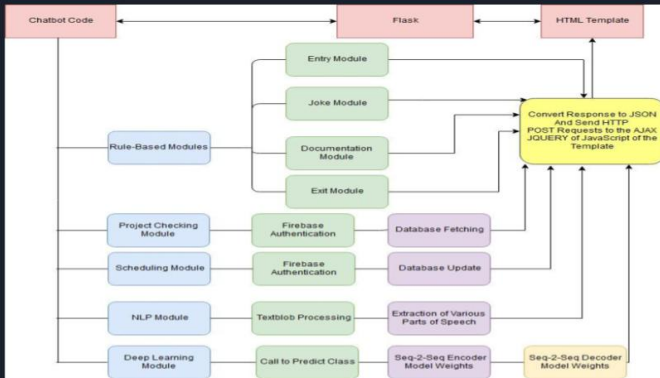 Chatbot Code
Flask
HTML Template
Entry Module
Joke Module
Rule-Based Modules
Documentation
Module
Exit Module
Convert Response to JSON
And Send HTTP
POST Requests to the AJAX
JQUERY of JavaScript of the
Template
Project Checking
Module
Firebase
Authentication
Database Fetching
Scheduling Module
Firebase
Authentication
Database Update
NLP Module
Textblob Processing
Extraction of Various
Parts of Speech
Deep Learning
Module
Call to Predict Class
Seq-2-Seq Encoder
Model Weights
Seq-2-Seq Decoder
Model Weights